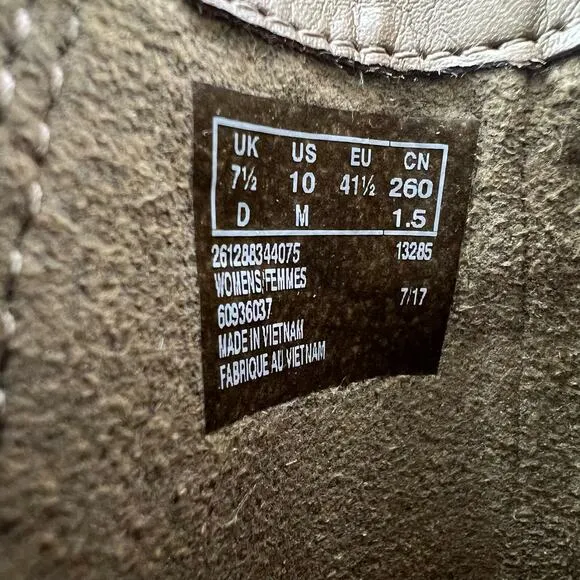 UK US EU CN
7½ 10 41½ 260
D M 1.5
261288344075 13285
WOMENS/FEMMES
60936037 7/17
MADE IN VIETNAM
FABRIQUE AU VIETNAM